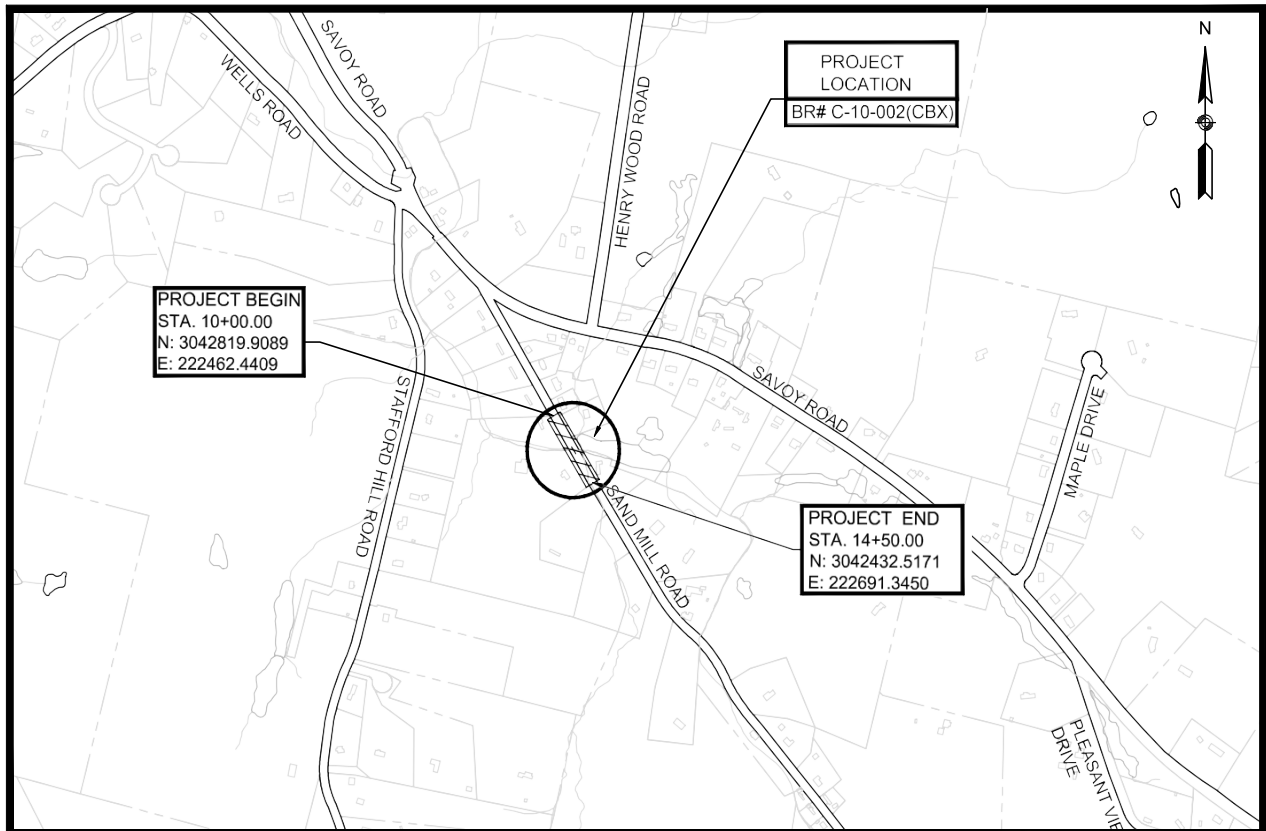 SAVOY ROAD
WELLS ROAD
HENRY WOOD ROAD
PROJECT
LOCATION
BR# C-10-002(CBX)
N
PROJECT BEGIN
STA. 10+00.00
N: 3042819.9089
E: 222462.4409
STAFFORD HILL ROAD
SAVOY ROAD
MAPLE DRIVE
SAND MILL ROAD
PROJECT END
STA. 14+50.00
N: 3042432.5171
E: 222691.3450
PLEASANT VIE
DRIVE